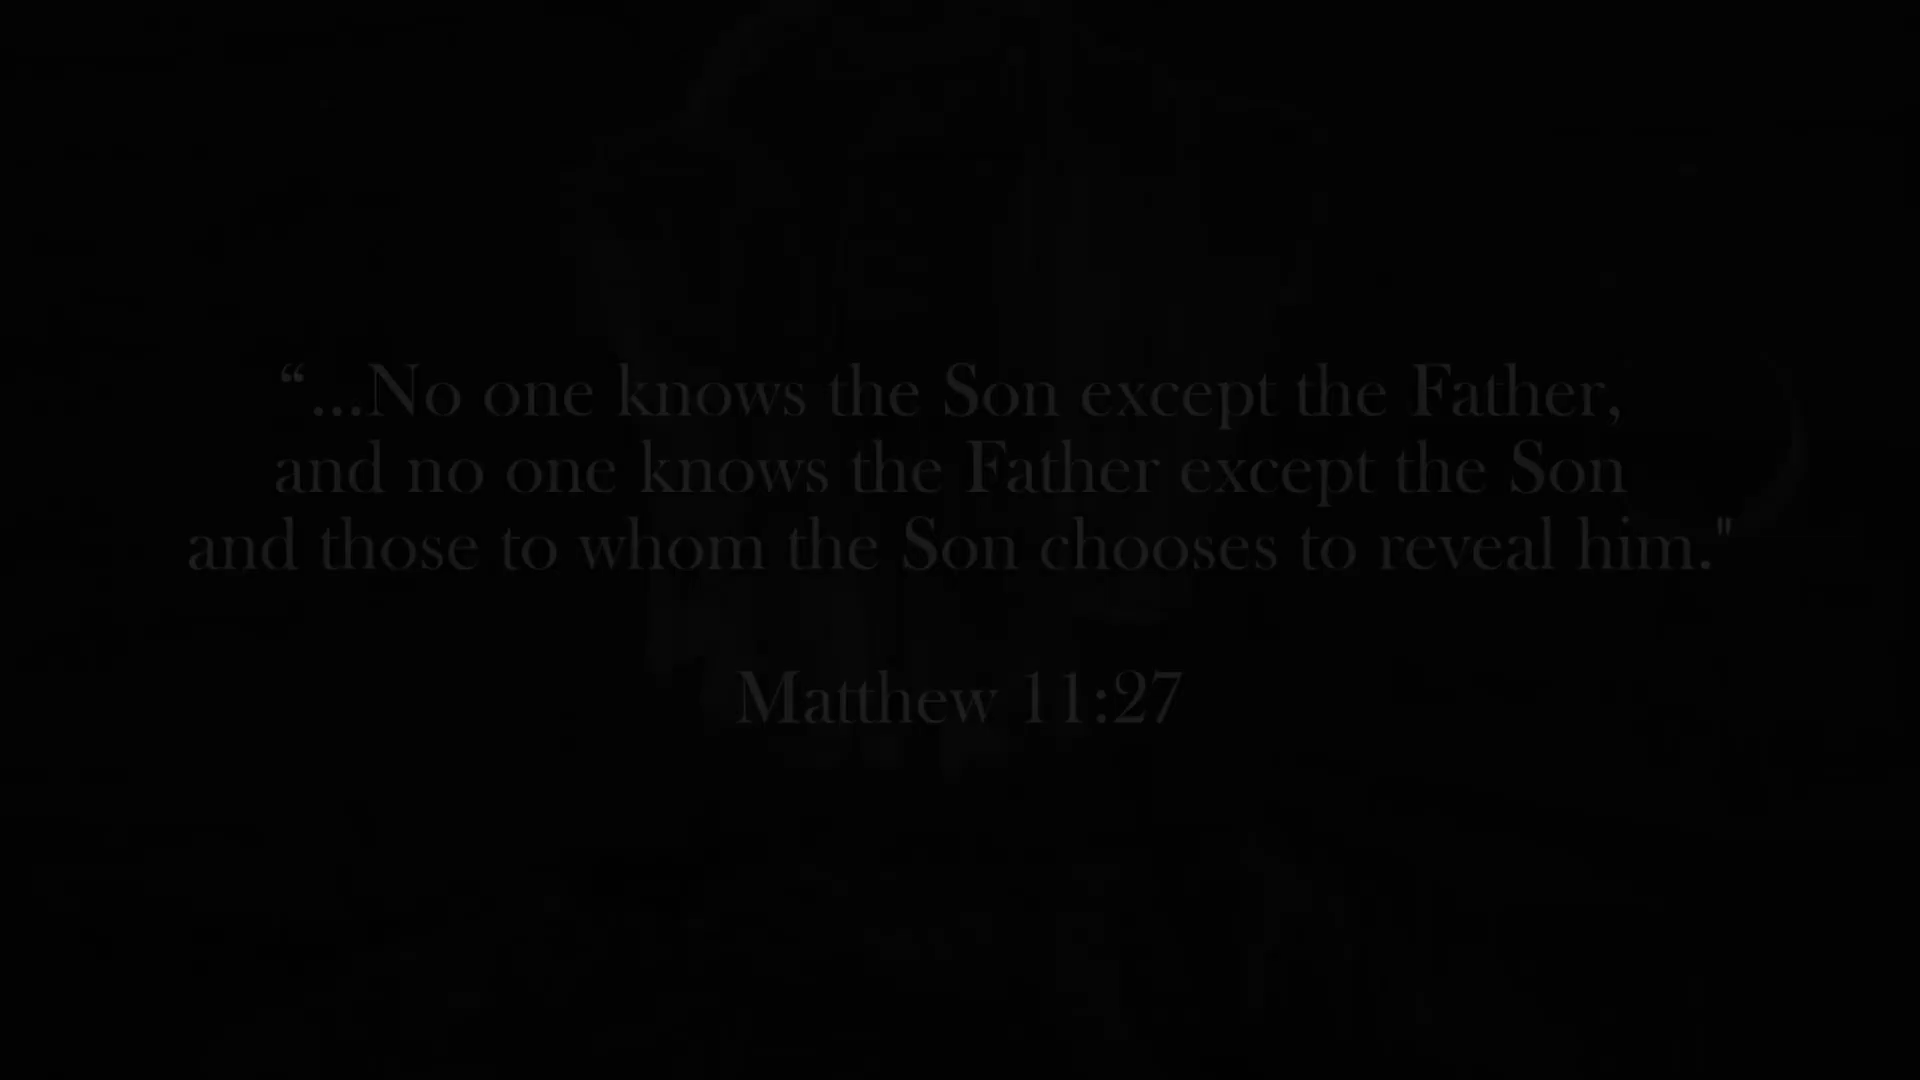 “...No one knows the Son except the Father,
and no one knows the Father except the Son
and those to whom the Son chooses to reveal him."
Matthew 11:27